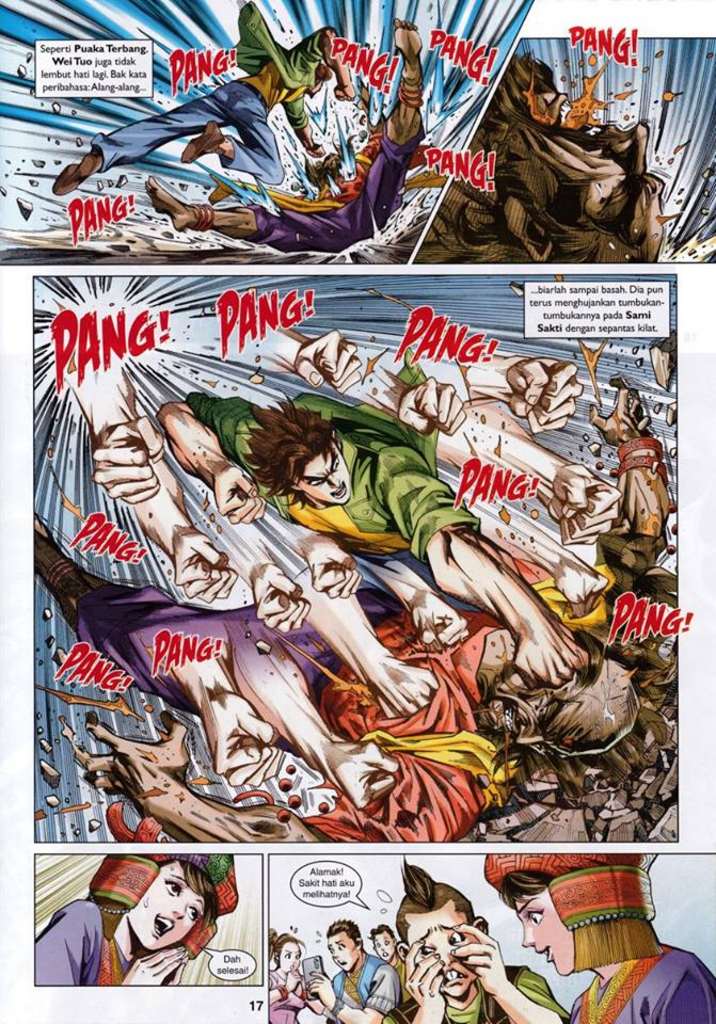 Seperti Puaka Terbang,
Wei Tuo juga tidak
lembut hati lagi. Bak kata
peribahasa: Alang-alang...
PANG!
PANG!
PANG!
PANG!
PANG!
PANG!
...biarlah sampai basah. Dia pun
terus menghujankan tumbukan-
tumbukannya pada Sami
Sakti dengan sepantas kilat.
PANG!
PANG!
PANG!
PANG!
PANG!
PANG!
PANG!
PANG!
Dah
selesai!
Alamak!
Sakit hati aku
melihatnya!
17